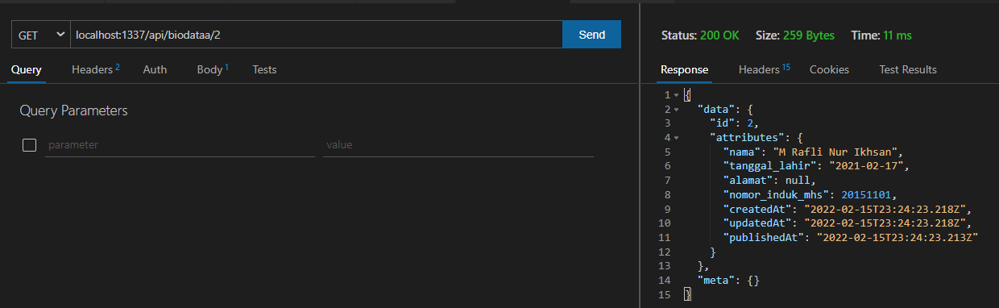 GET localhost:1337/api/biodataa/2 Send
Query Headers 2 Auth Body 1 Tests
Query Parameters
parameter value
Status: 200 OK Size: 259 Bytes Time: 11 ms
Response Headers 15 Cookies Test Results
1 {
2 "data": {
3 "id": 2,
4 "attributes": {
5 "nama": "M Rafli Nur Ikhsan",
6 "tanggal_lahir": "2021-02-17",
7 "alamat": null,
8 "nomor_induk_mhs": 20151101,
9 "createdAt": "2022-02-15T23:24:23.218Z",
10 "updatedAt": "2022-02-15T23:24:23.218Z",
11 "publishedAt": "2022-02-15T23:24:23.213Z"
12 }
13 },
14 "meta": {}
15 }